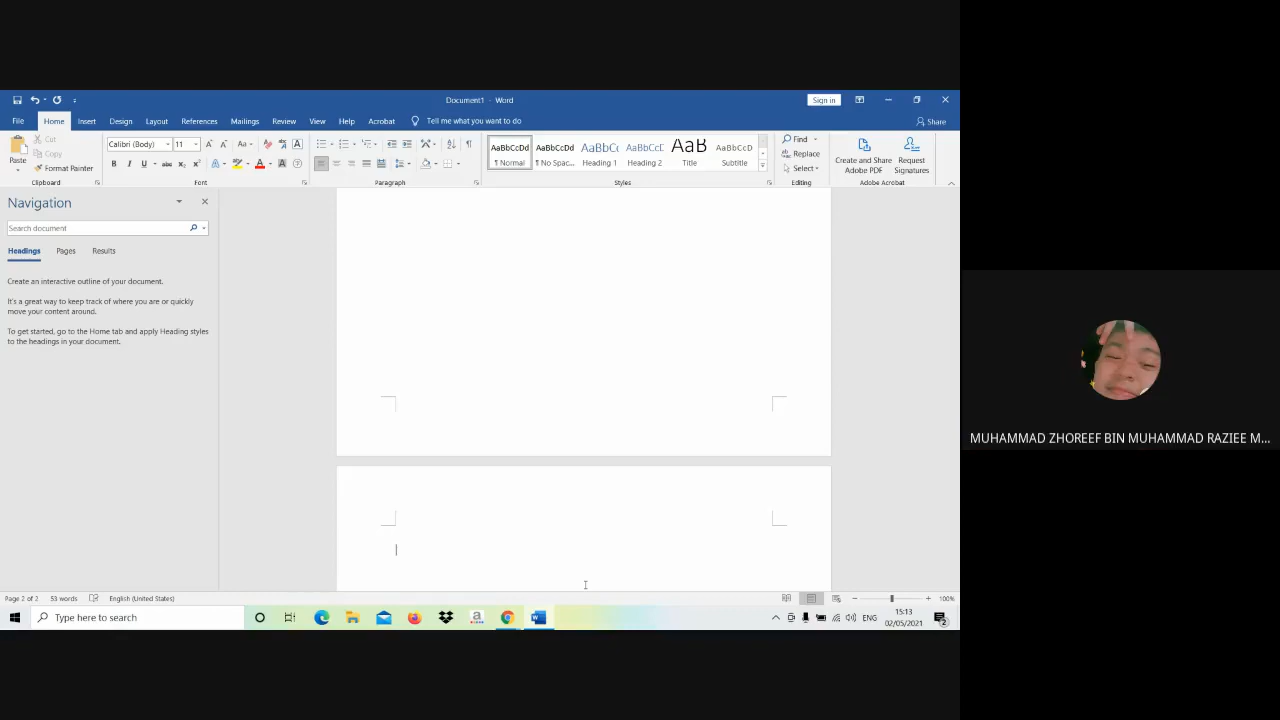 Document1 - Word
Sign in
File Home Insert Design Layout References Mailings Review View Help Acrobat Tell me what you want to do Share
Paste
Cut
Copy
Format Painter
Clipboard
Calibri (Body) 11
Font
Paragraph
AaBbCcDd
¶ Normal
AaBbCcDd
¶ No Spac...
AaBbCc
Heading 1
AaBbCcC
Heading 2
AaB
Title
AaBbCcD
Subtitle
Styles
Find
Replace
Select
Editing
Create and Share
Adobe PDF
Request
Signatures
Adobe Acrobat
Navigation
Search document
Headings Pages Results
Create an interactive outline of your document.
It's a great way to keep track of where you are or quickly
move your content around.
To get started, go to the Home tab and apply Heading styles
to the headings in your document.
MUHAMMAD ZHOREEF BIN MUHAMMAD RAZIEE M...
Page 2 of 2 53 words English (United States) 100%
Type here to search
ENG
15:13
02/05/2021
2